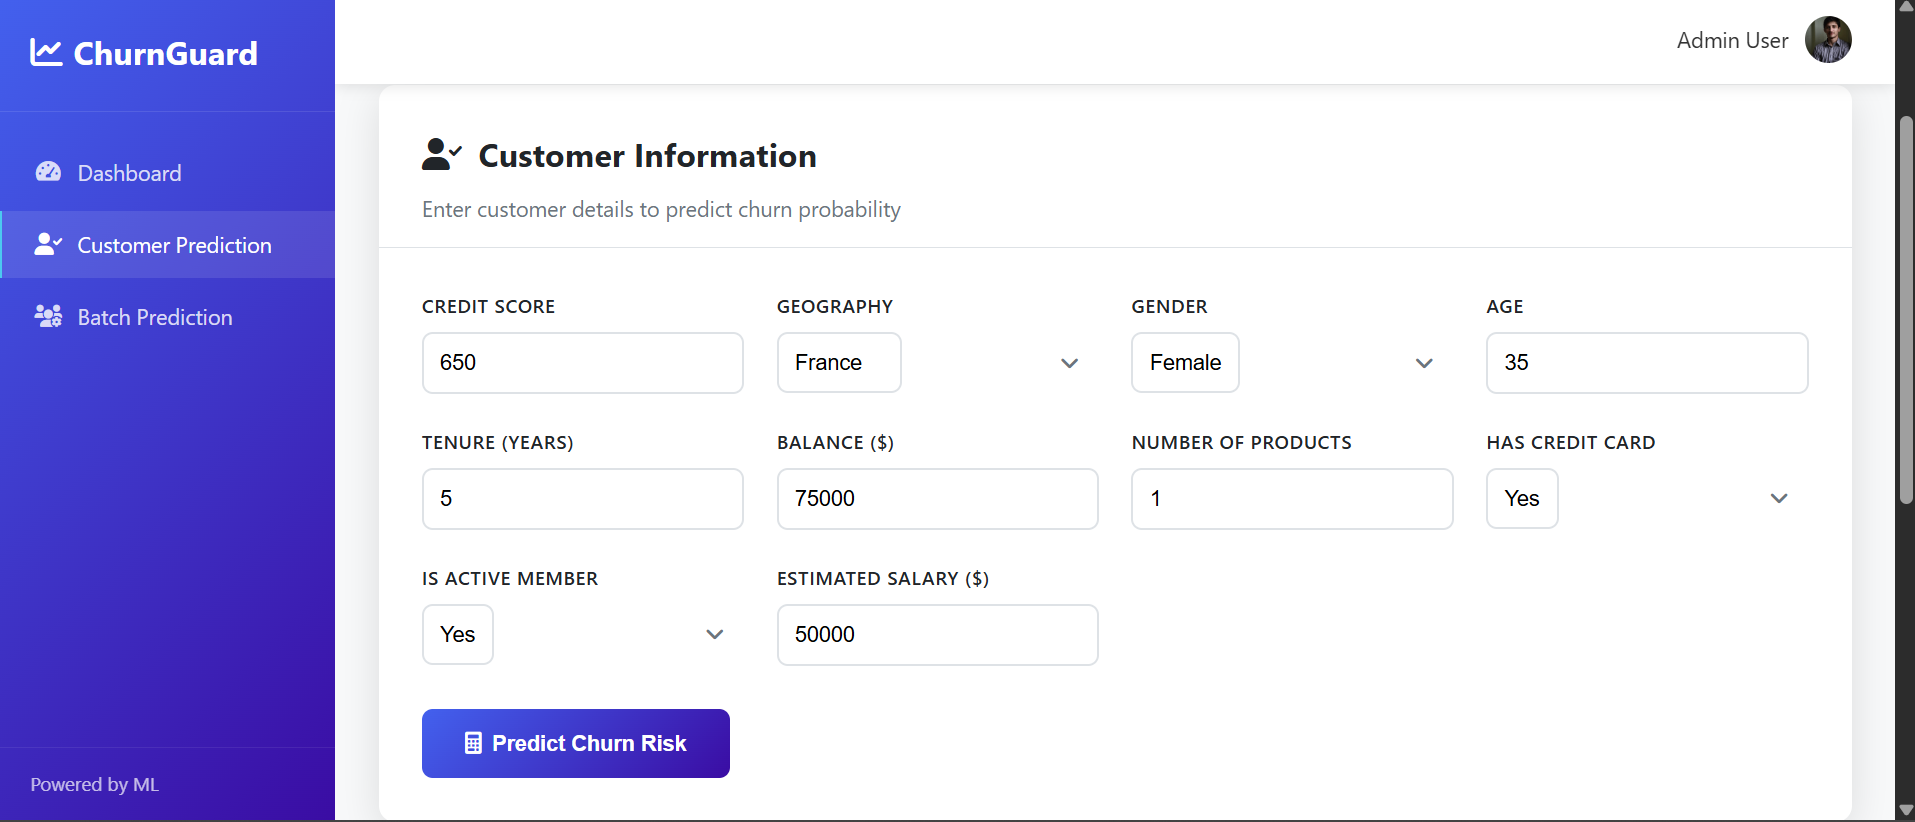 ChurnGuard
Admin User
Dashboard
Customer Prediction
Batch Prediction
Powered by ML
Customer Information
Enter customer details to predict churn probability
CREDIT SCORE
650
GEOGRAPHY
France
GENDER
Female
AGE
35
TENURE (YEARS)
5
BALANCE ($)
75000
NUMBER OF PRODUCTS
1
HAS CREDIT CARD
Yes
IS ACTIVE MEMBER
Yes
ESTIMATED SALARY ($)
50000
Predict Churn Risk